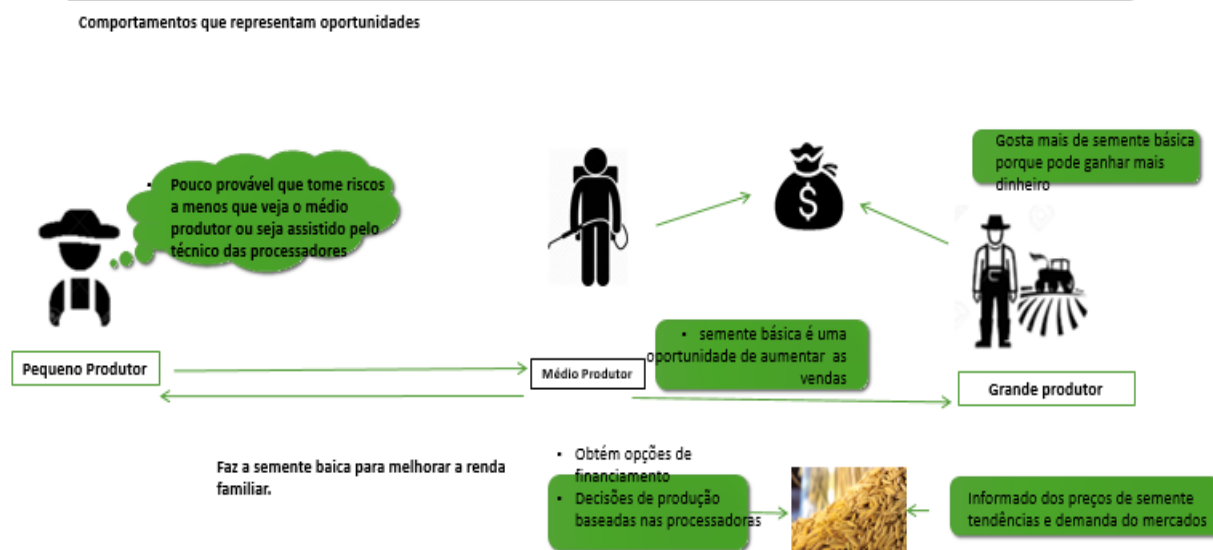 Comportamentos que representam oportunidades
Gosta mais de semente básica
porque pode ganhar mais
dinheiro
• Pouco provável que tome riscos
a menos que veja o médio
produtor ou seja assistido pelo
técnico das processadores
$
• semente básica é uma
oportunidade de aumentar as
vendas
Pequeno Produtor
Médio Produtor
Grande produtor
Faz a semente baica para melhorar a renda
familiar.
• Obtém opções de
financiamento
• Decisões de produção
baseadas nas processadoras
Informado dos preços de semente
tendências e demanda do mercados